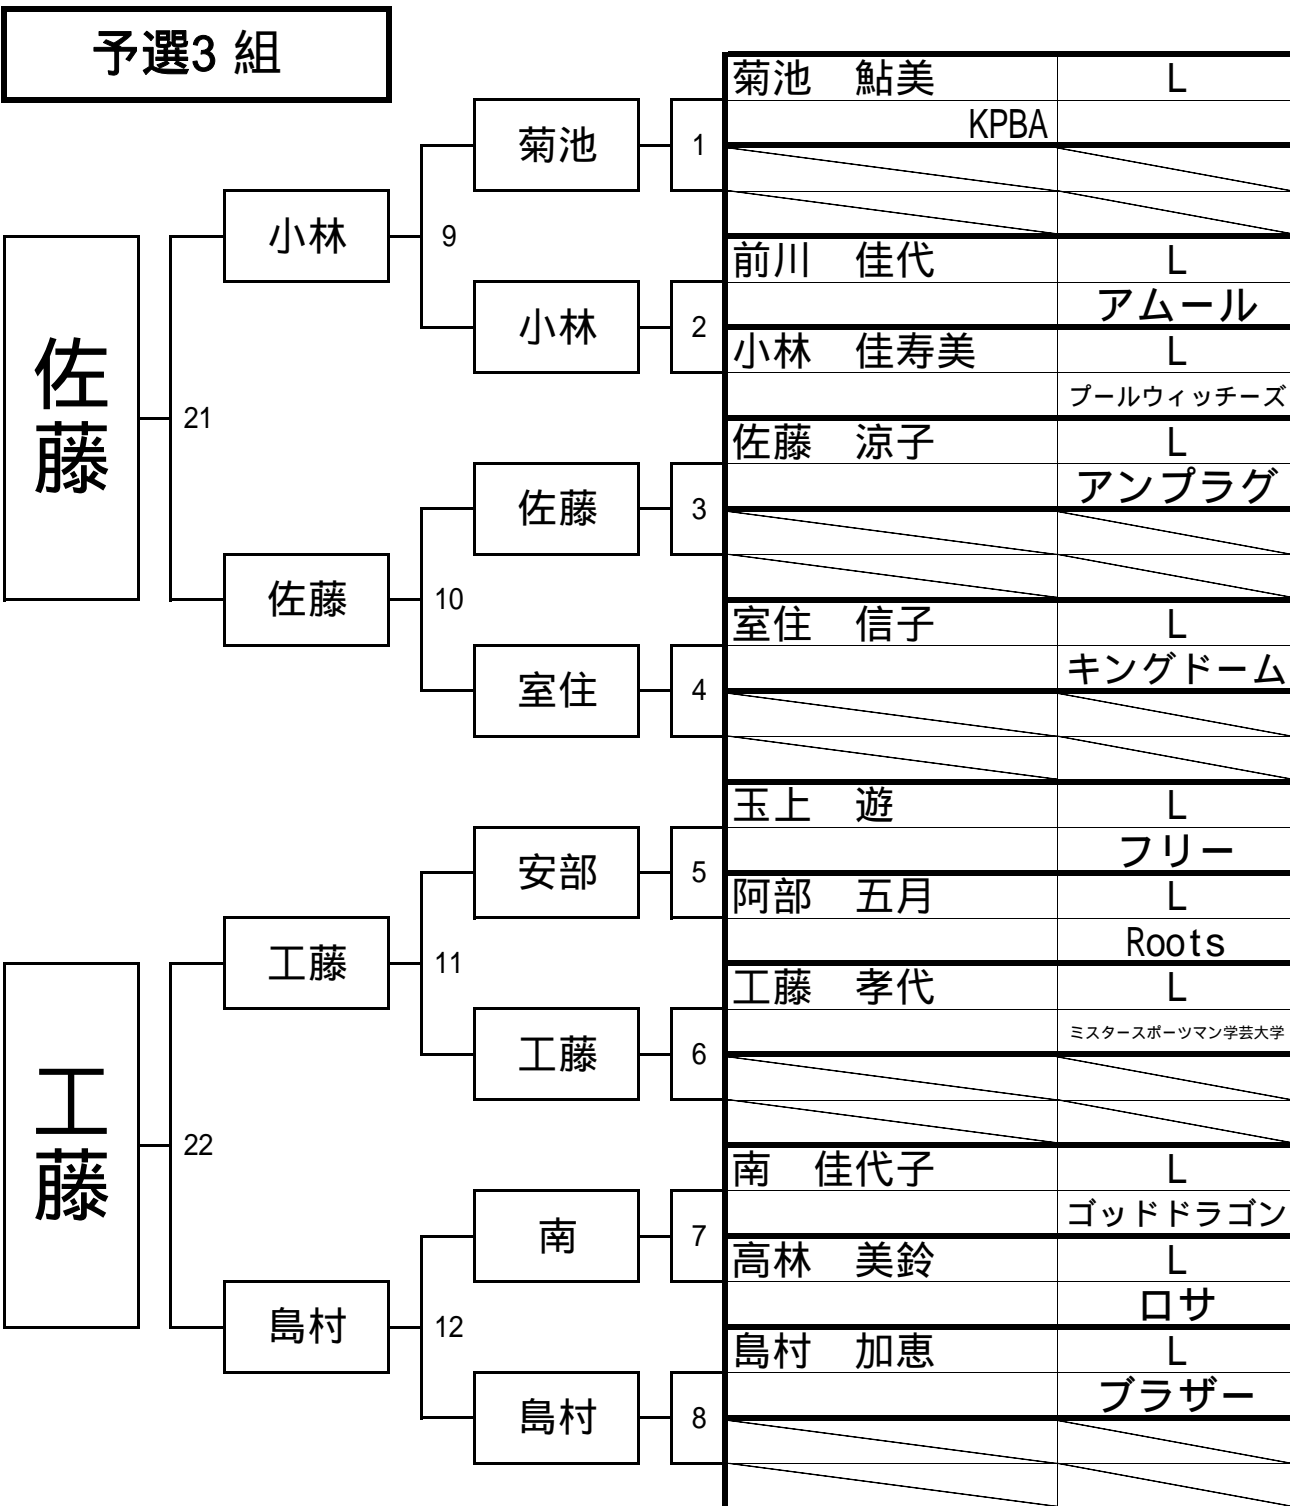 予選3 組
菊池　鮎美 L
KPBA
菊池 1
小林 9
前川　佳代 L
アムール
小林 2
小林　佳寿美 L
プールウィッチーズ
佐藤 21
佐藤　涼子 L
アンプラグ
佐藤 3
佐藤 10
室住　信子 L
キングドーム
室住 4
玉上　遊 L
フリー
安部 5
阿部　五月 L
Roots
工藤 11
工藤　孝代 L
ミスタースポーツマン学芸大学
工藤 6
工藤 22
南　佳代子 L
ゴッドドラゴン
南 7
高林　美鈴 L
ロサ
島村 12
島村　加恵 L
ブラザー
島村 8